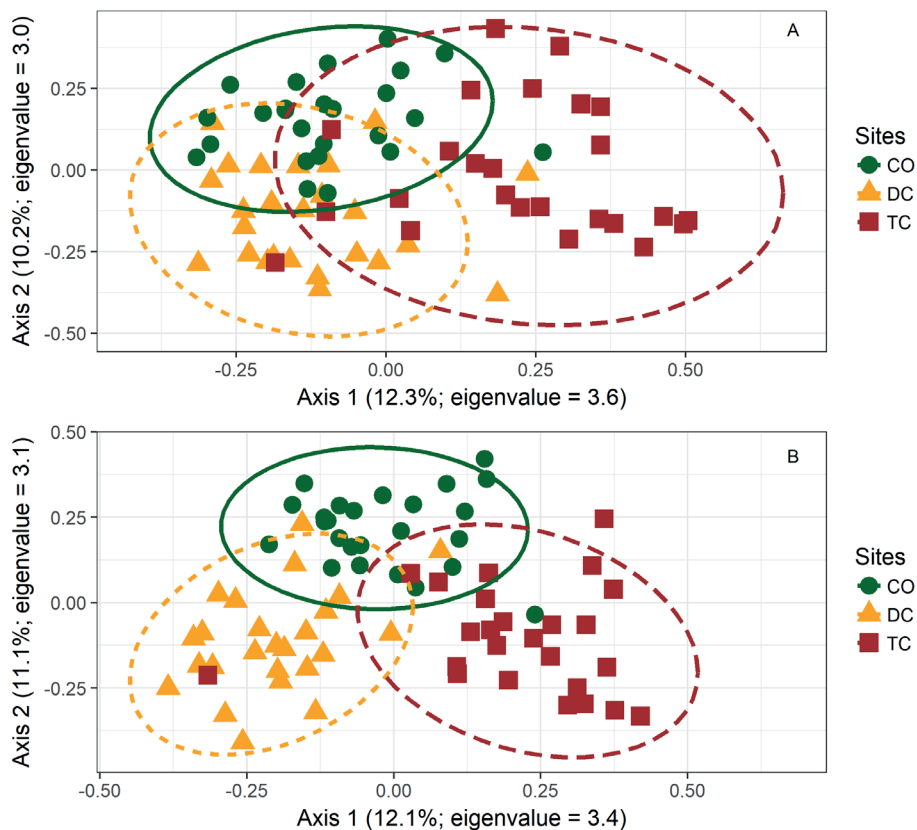 A
0.25
0.00
-0.25
-0.50
Axis 2 (10.2%; eigenvalue = 3.0)
-0.25
0.00
0.25
0.50
Axis 1 (12.3%; eigenvalue = 3.6)
Sites
CO
DC
TC
B
0.50
0.25
0.00
-0.25
Axis 2 (11.1%; eigenvalue = 3.1)
-0.50
-0.25
0.00
0.25
0.50
Axis 1 (12.1%; eigenvalue = 3.4)
Sites
CO
DC
TC